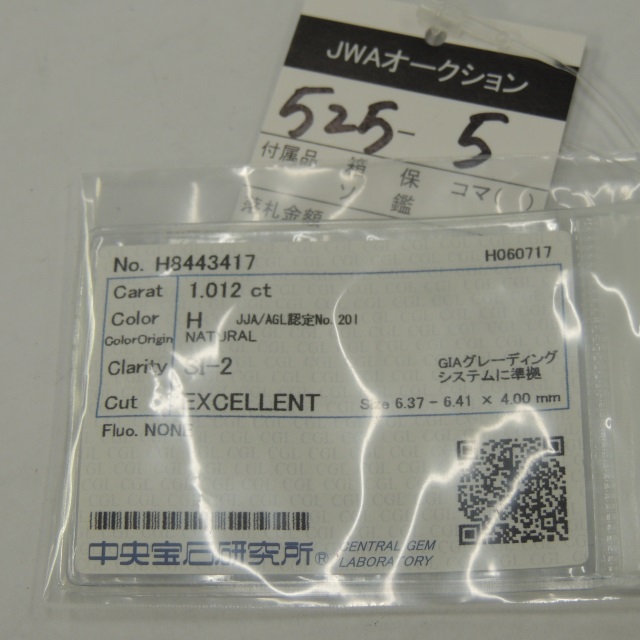 JWAオークション
525-5
付属品 箱 保 コマ( )
ソ 鑑
落札金額
No. H8443417 H060717
Carat 1.012 ct
Color H JJA/AGL認定No.201
ColorOrigin NATURAL
Clarity SI-2 GIAグレーディング
システムに準拠
Cut EXCELLENT Size 6.37 - 6.41 × 4.00 mm
Fluo. NONE
中央宝石研究所® CENTRAL GEM
LABORATORY